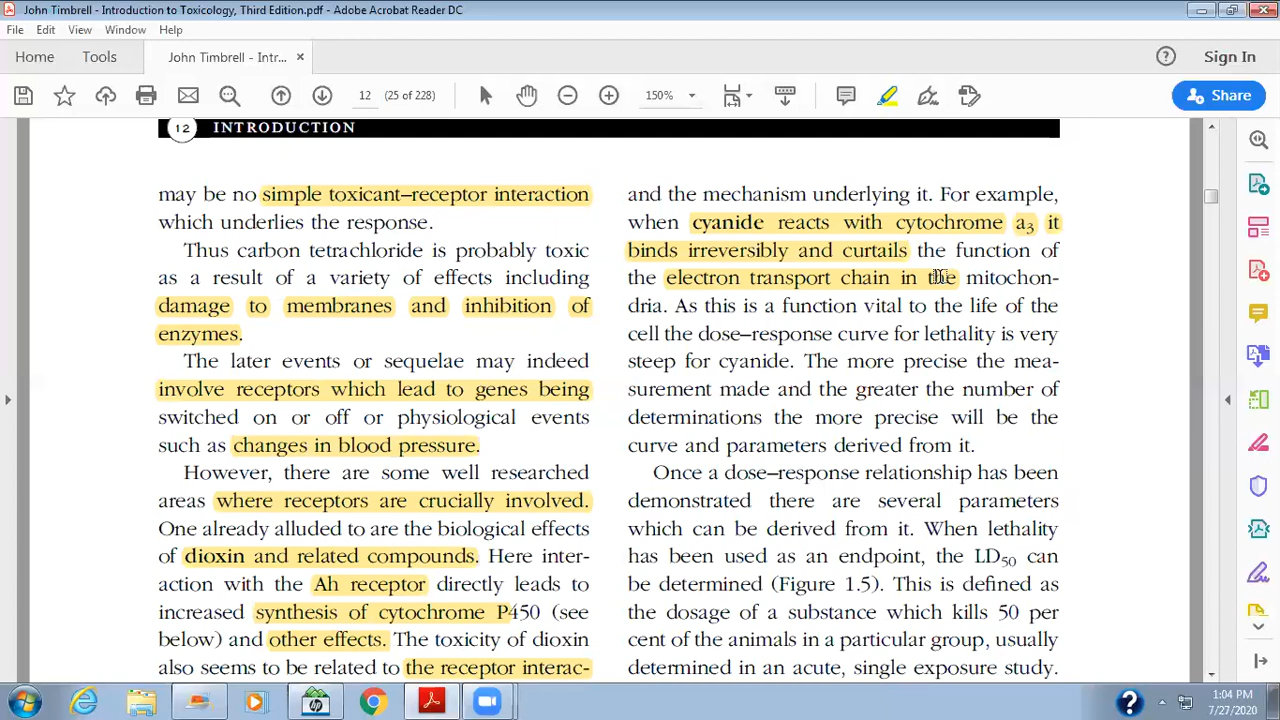 John Timbrell - Introduction to Toxicology, Third Edition.pdf - Adobe Acrobat Reader DC
File Edit View Window Help
Home Tools John Timbrell - Intr... × Sign In
12 (25 of 228) 150% Share
12 INTRODUCTION
may be no simple toxicant–receptor interaction
which underlies the response.
Thus carbon tetrachloride is probably toxic
as a result of a variety of effects including
damage to membranes and inhibition of
enzymes.
The later events or sequelae may indeed
involve receptors which lead to genes being
switched on or off or physiological events
such as changes in blood pressure.
However, there are some well researched
areas where receptors are crucially involved.
One already alluded to are the biological effects
of dioxin and related compounds. Here inter-
action with the Ah receptor directly leads to
increased synthesis of cytochrome P450 (see
below) and other effects. The toxicity of dioxin
also seems to be related to the receptor interac-
and the mechanism underlying it. For example,
when cyanide reacts with cytochrome a₃ it
binds irreversibly and curtails the function of
the electron transport chain in the mitochon-
dria. As this is a function vital to the life of the
cell the dose–response curve for lethality is very
steep for cyanide. The more precise the mea-
surement made and the greater the number of
determinations the more precise will be the
curve and parameters derived from it.
Once a dose–response relationship has been
demonstrated there are several parameters
which can be derived from it. When lethality
has been used as an endpoint, the LD₅₀ can
be determined (Figure 1.5). This is defined as
the dosage of a substance which kills 50 per
cent of the animals in a particular group, usually
determined in an acute, single exposure study.
1:04 PM
7/27/2020